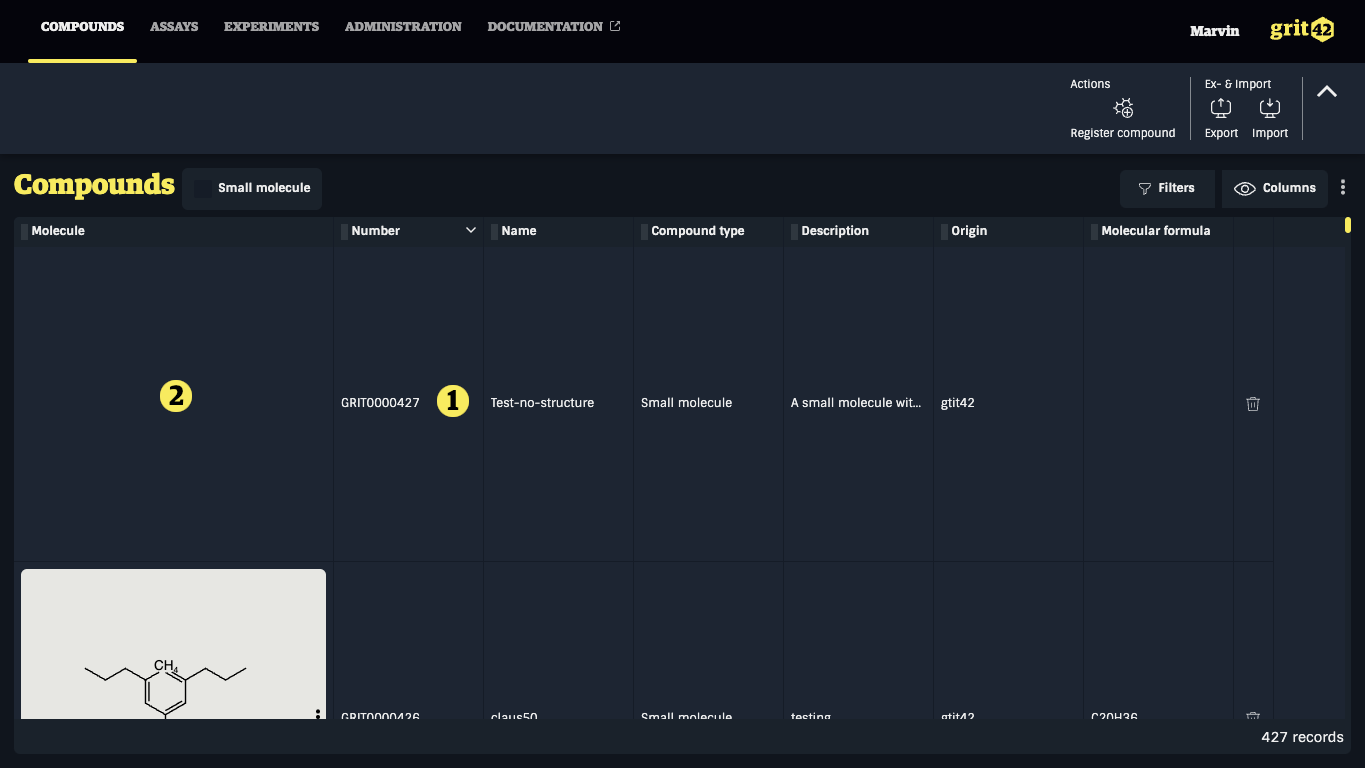 COMPOUNDS ASSAYS EXPERIMENTS ADMINISTRATION DOCUMENTATION
Marvin grit42
Actions Ex- & Import
Register compound Export Import
Compounds Small molecule Filters Columns
Molecule Number Name Compound type Description Origin Molecular formula
2 GRIT0000427 1 Test-no-structure Small molecule A small molecule wit... gtit42
CH4
GRIT0000426 claus50 Small molecule testing gtit42 C20H36
427 records